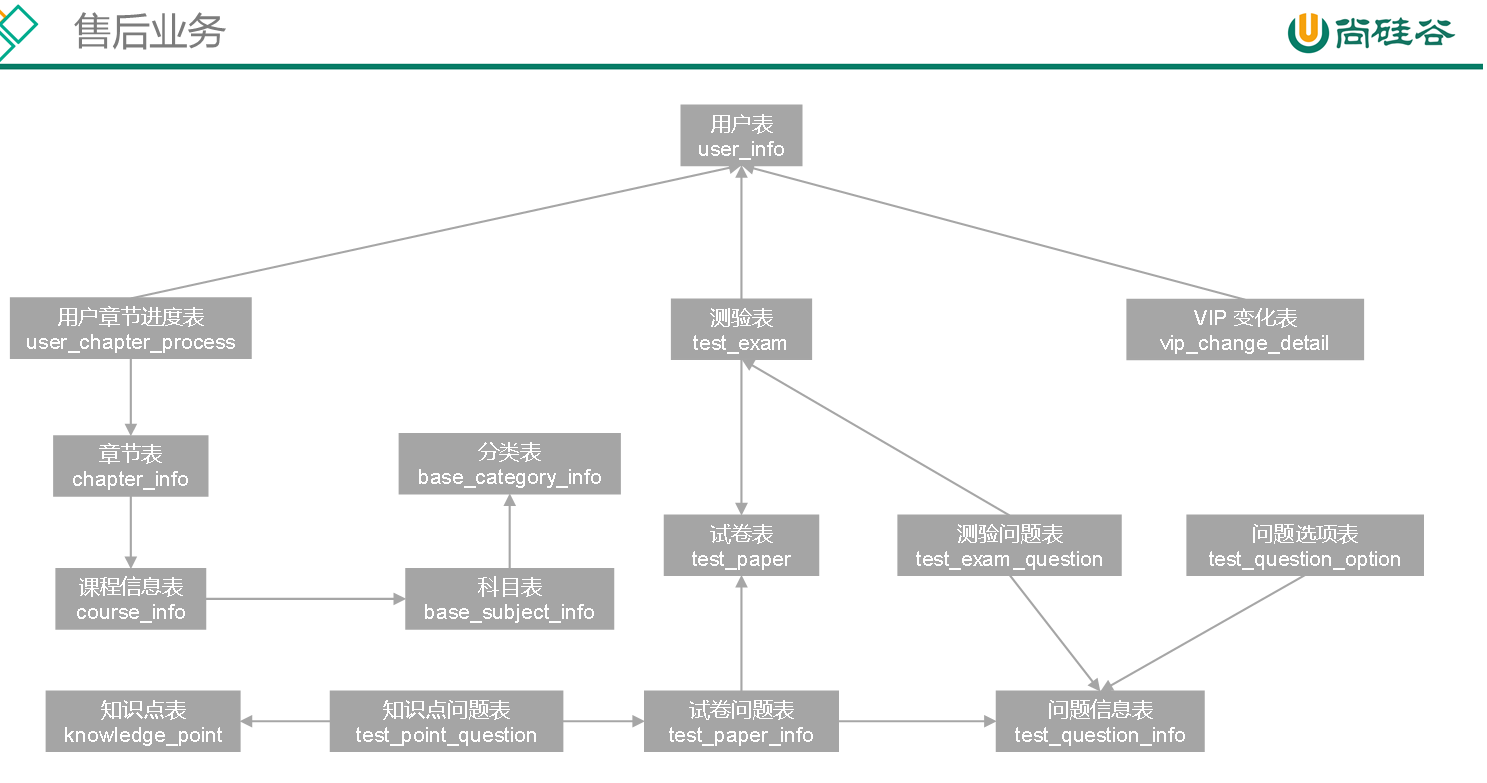 售后业务
尚硅谷
用户表
user_info
用户章节进度表
user_chapter_process
测验表
test_exam
VIP 变化表
vip_change_detail
章节表
chapter_info
分类表
base_category_info
试卷表
test_paper
测验问题表
test_exam_question
问题选项表
test_question_option
课程信息表
course_info
科目表
base_subject_info
知识点表
knowledge_point
知识点问题表
test_point_question
试卷问题表
test_paper_info
问题信息表
test_question_info